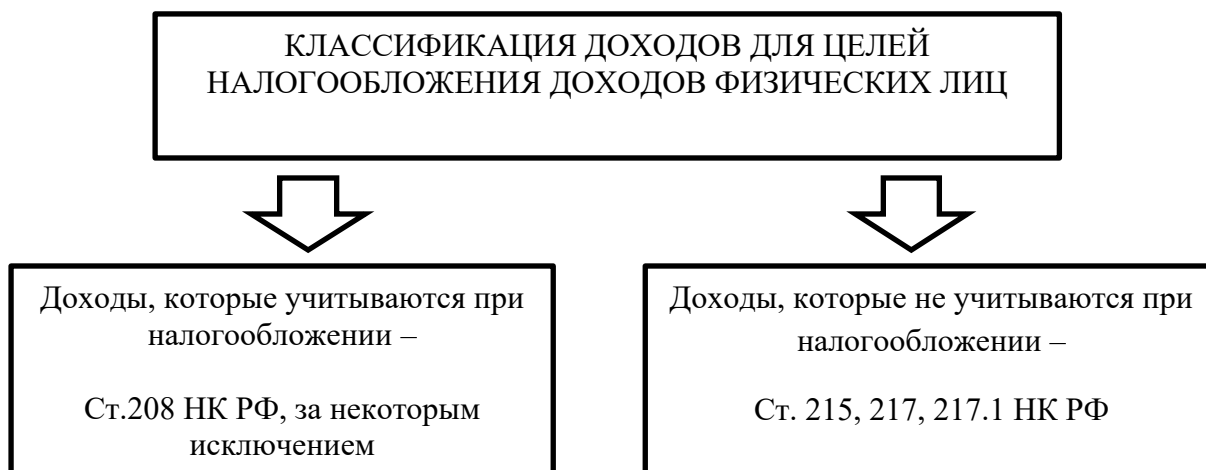 КЛАССИФИКАЦИЯ ДОХОДОВ ДЛЯ ЦЕЛЕЙ
НАЛОГООБЛОЖЕНИЯ ДОХОДОВ ФИЗИЧЕСКИХ ЛИЦ
Доходы, которые учитываются при
налогообложении –
Ст.208 НК РФ, за некоторым
исключением
Доходы, которые не учитываются при
налогообложении –
Ст. 215, 217, 217.1 НК РФ